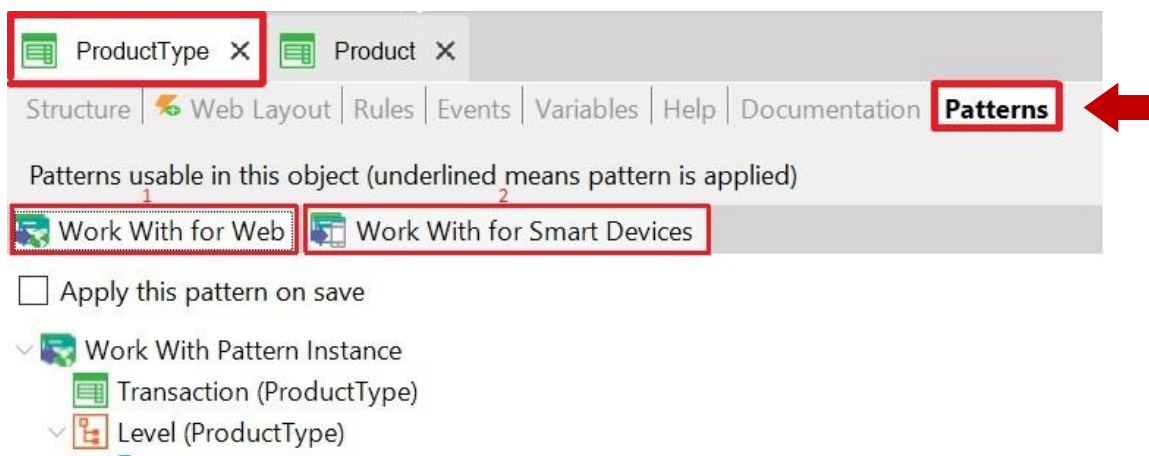 ProductType X Product X
Structure | Web Layout | Rules | Events | Variables | Help | Documentation Patterns
Patterns usable in this object (underlined means pattern is applied)
1 2
Work With for Web Work With for Smart Devices
Apply this pattern on save
Work With Pattern Instance
Transaction (ProductType)
Level (ProductType)